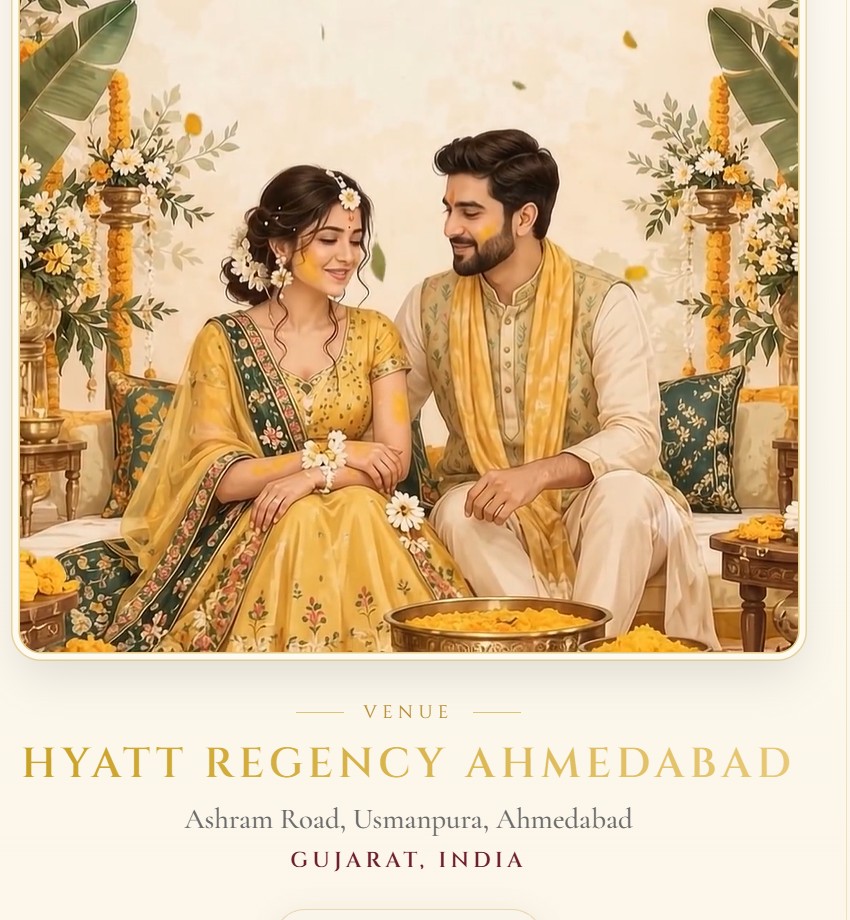 VENUE
HYATT REGENCY AHMEDABAD
Ashram Road, Usmanpura, Ahmedabad
GUJARAT, INDIA